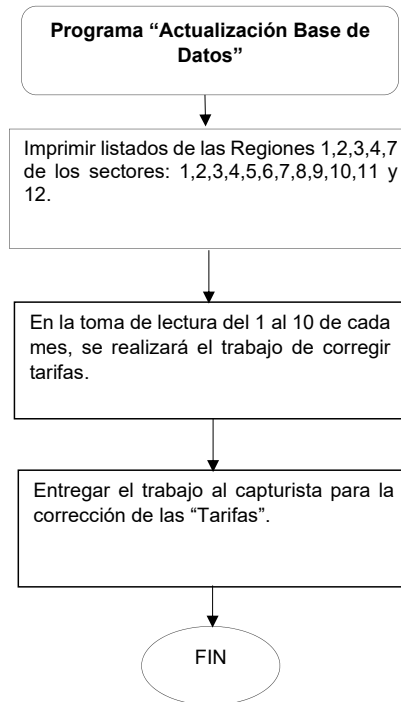 Programa “Actualización Base de
Datos”
Imprimir listados de las Regiones 1,2,3,4,7
de los sectores: 1,2,3,4,5,6,7,8,9,10,11 y
12.
En la toma de lectura del 1 al 10 de cada
mes, se realizará el trabajo de corregir
tarifas.
Entregar el trabajo al capturista para la
corrección de las “Tarifas”.
FIN